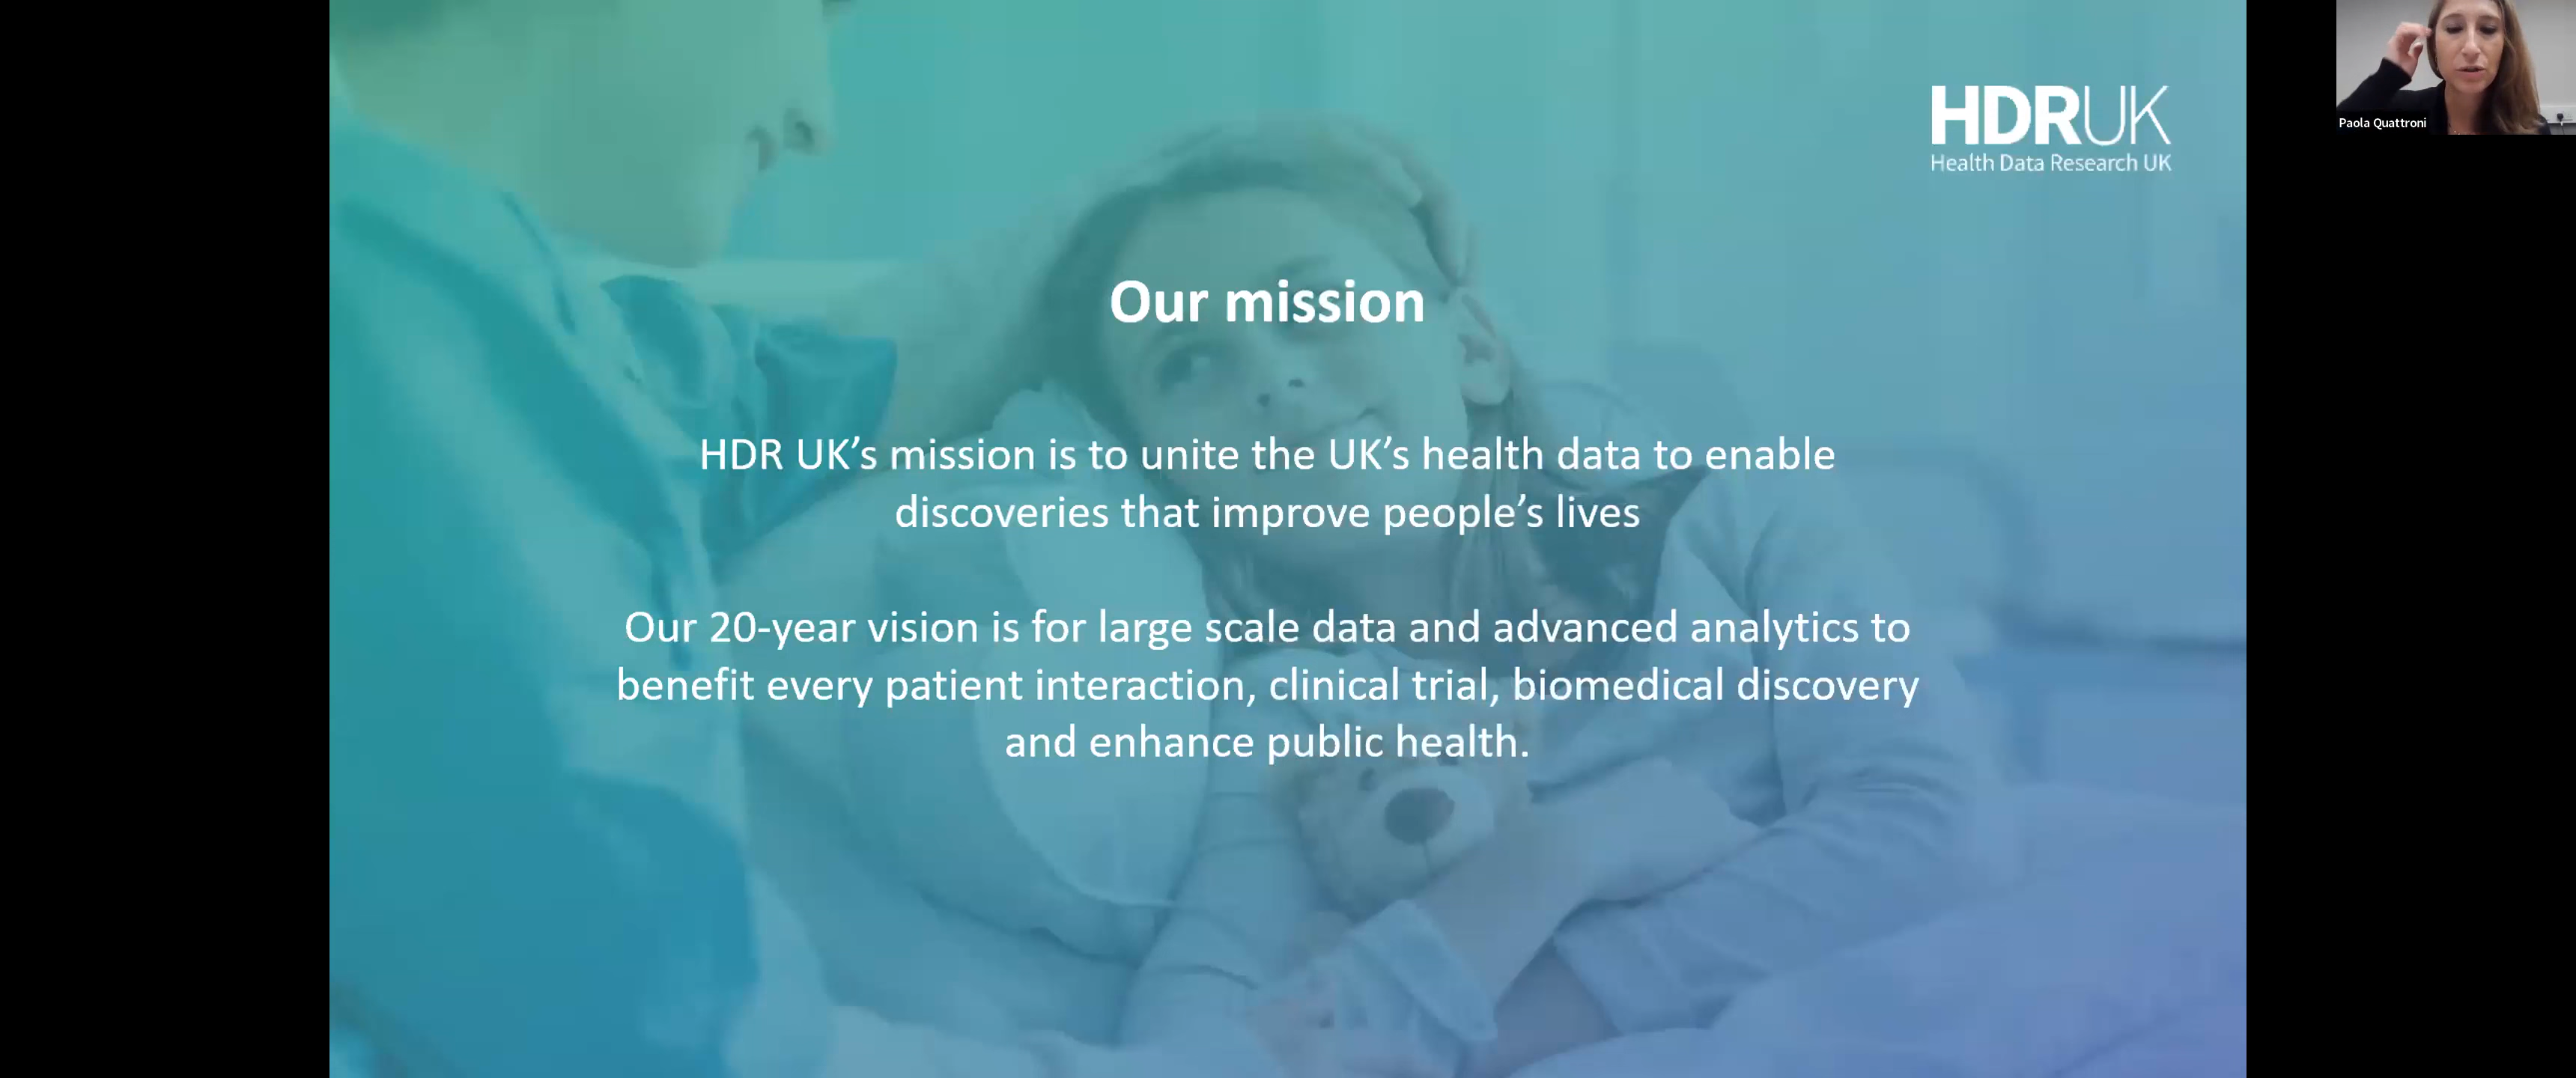 HDRUK
Health Data Research UK
Paola Quattroni
Our mission
HDR UK’s mission is to unite the UK’s health data to enable
discoveries that improve people’s lives
Our 20-year vision is for large scale data and advanced analytics to
benefit every patient interaction, clinical trial, biomedical discovery
and enhance public health.